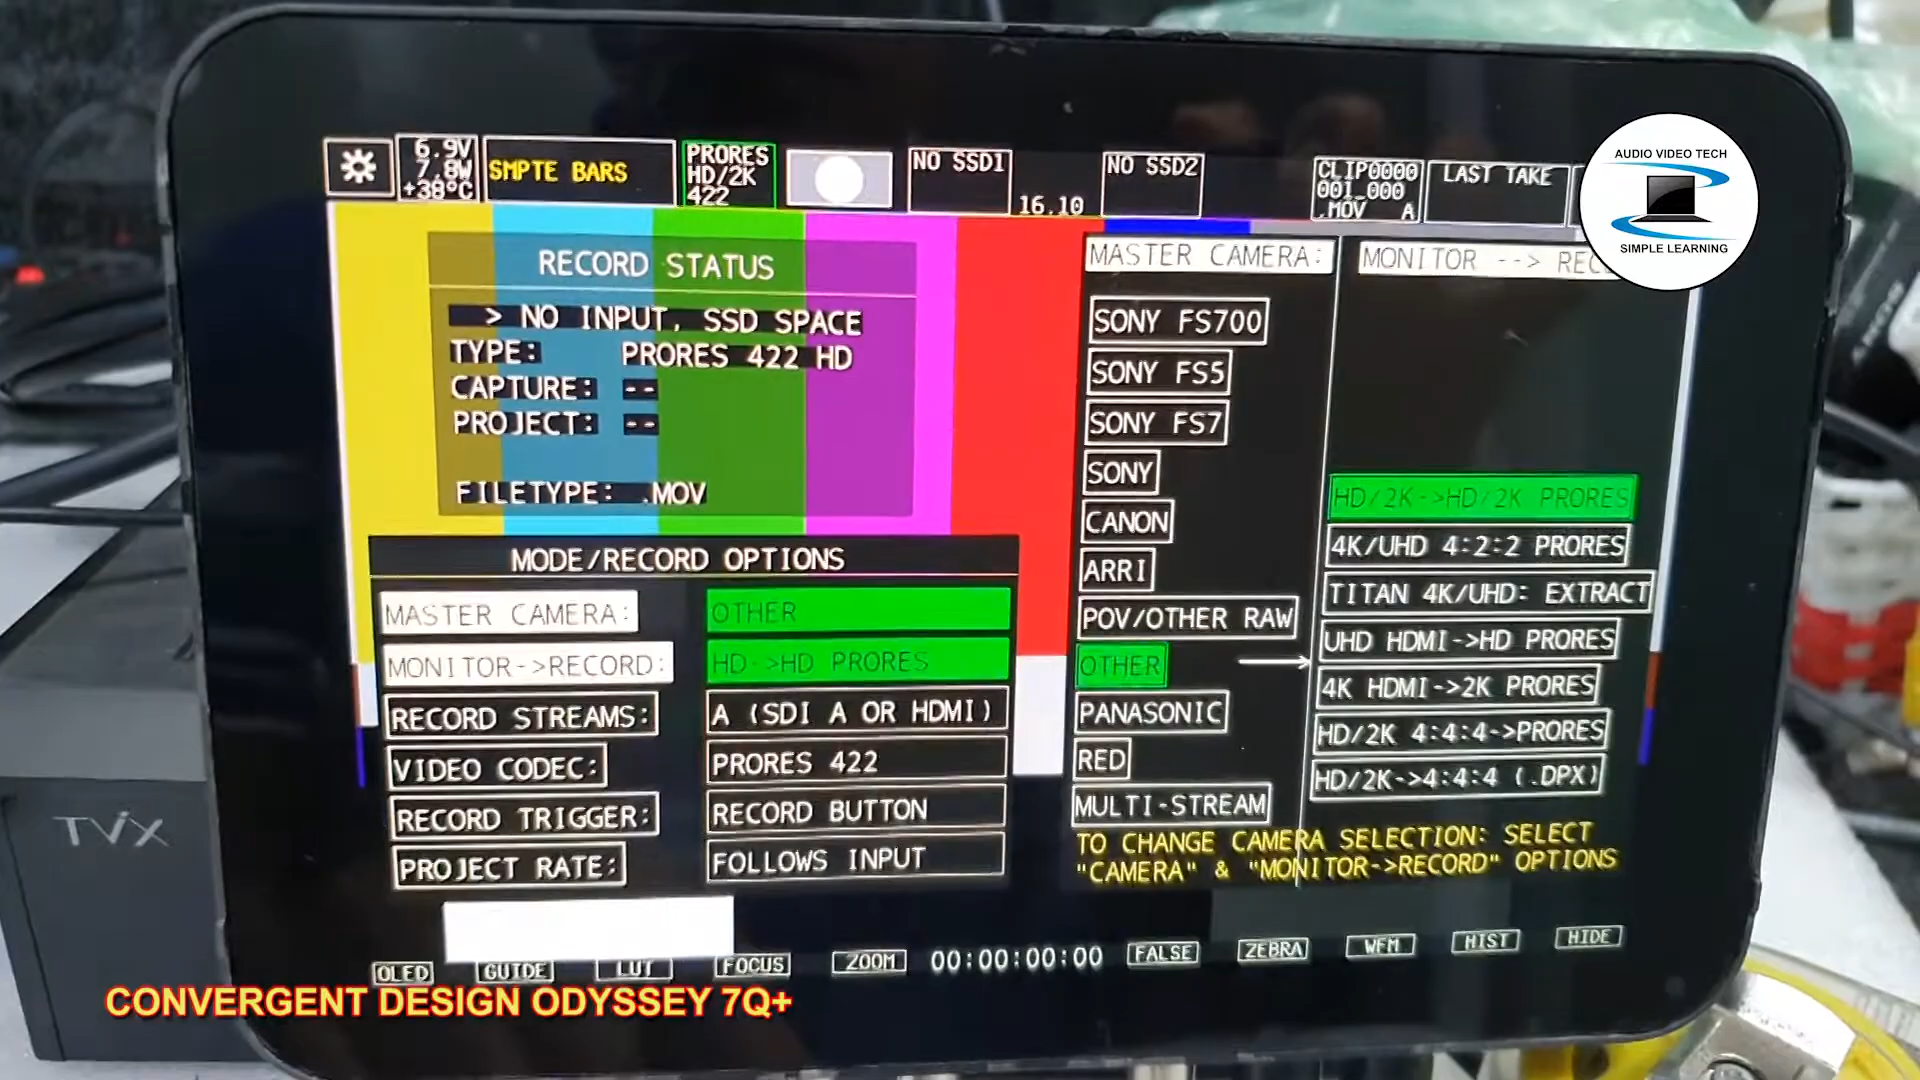 6.9V
7.8W
+38°C
SMPTE BARS
PRORES
HD/2K
422
NO SSD1
16.10
NO SSD2
CLIP0000
001_000
.MOV A
LAST TAKE
AUDIO VIDEO TECH
SIMPLE LEARNING
RECORD STATUS
> NO INPUT, SSD SPACE
TYPE: PRORES 422 HD
CAPTURE: --
PROJECT: --
FILETYPE: .MOV
MODE/RECORD OPTIONS
MASTER CAMERA: OTHER
MONITOR->RECORD: HD->HD PRORES
RECORD STREAMS: A (SDI A OR HDMI)
VIDEO CODEC: PRORES 422
RECORD TRIGGER: RECORD BUTTON
PROJECT RATE: FOLLOWS INPUT
MASTER CAMERA:
SONY FS700
SONY FS5
SONY FS7
SONY
CANON
ARRI
POV/OTHER RAW
OTHER
PANASONIC
RED
MULTI-STREAM
MONITOR -->
HD/2K->HD/2K PRORES
4K/UHD 4:2:2 PRORES
TITAN 4K/UHD: EXTRACT
UHD HDMI->HD PRORES
4K HDMI->2K PRORES
HD/2K 4:4:4->PRORES
HD/2K->4:4:4 (.DPX)
TO CHANGE CAMERA SELECTION: SELECT
"CAMERA" & "MONITOR->RECORD" OPTIONS
OLED GUIDE LUT FOCUS ZOOM 00:00:00:00 FALSE ZEBRA WFM HIST HIDE
TViX
CONVERGENT DESIGN ODYSSEY 7Q+